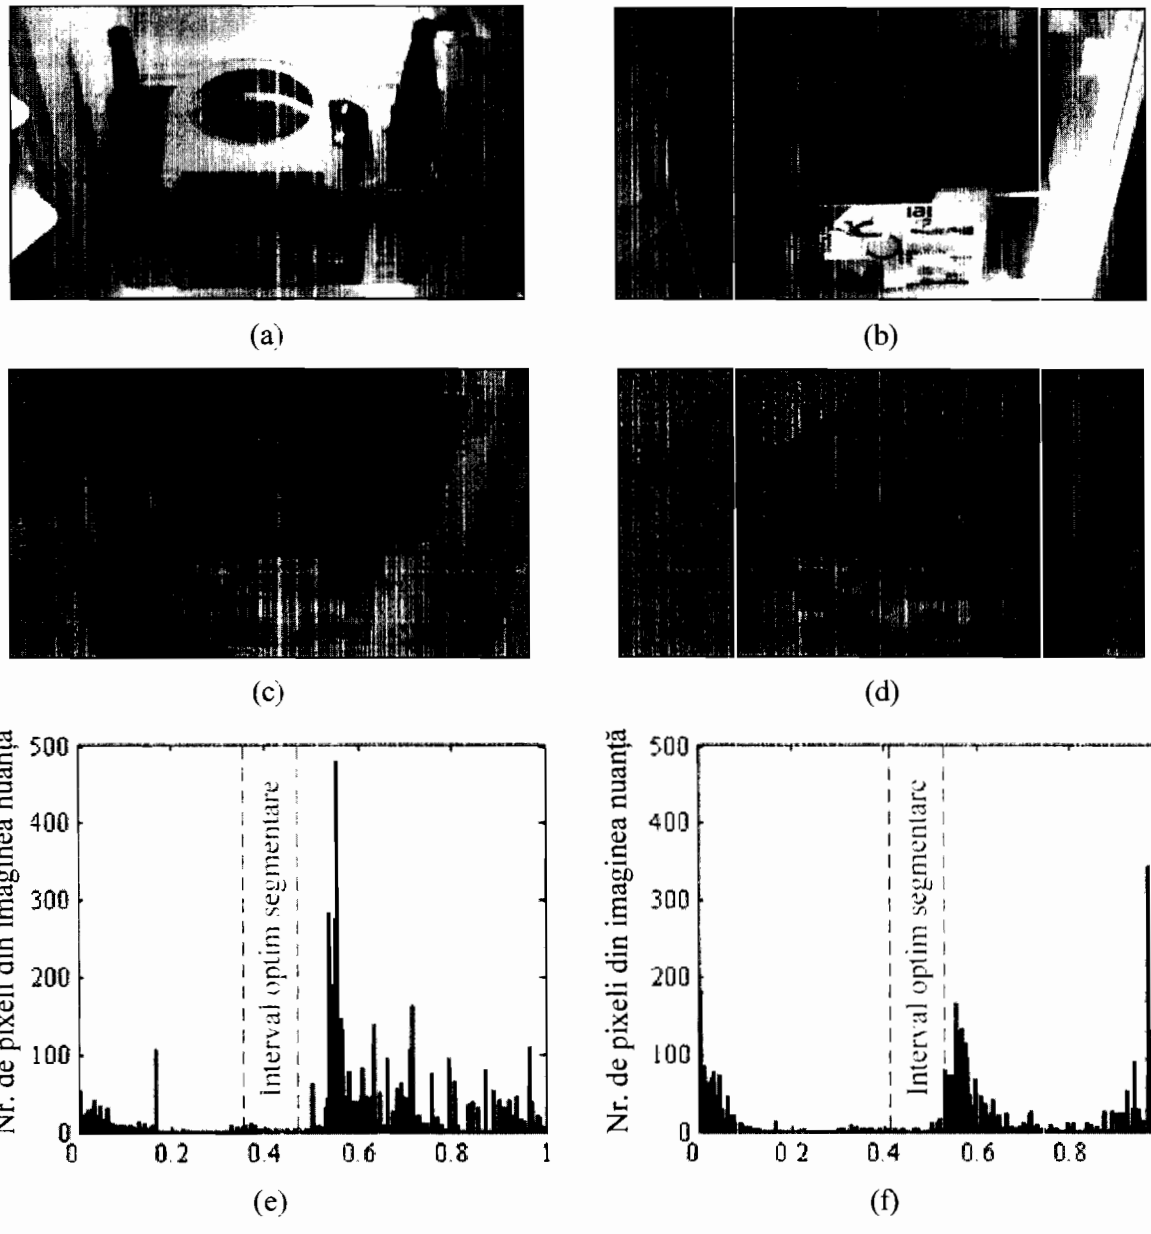 (a)
(b)
(c)
(d)
Nr. de pixeli din imaginea nuanță
500
400
300
200
100
0
Interval optim segmentare
0 0.2 0.4 0.6 0.8 1
(e)
Nr. de pixeli din imaginea nuanță
500
400
300
200
100
0
Interval optim segmentare
0 0 2 0.4 0.6 0.8
(f)